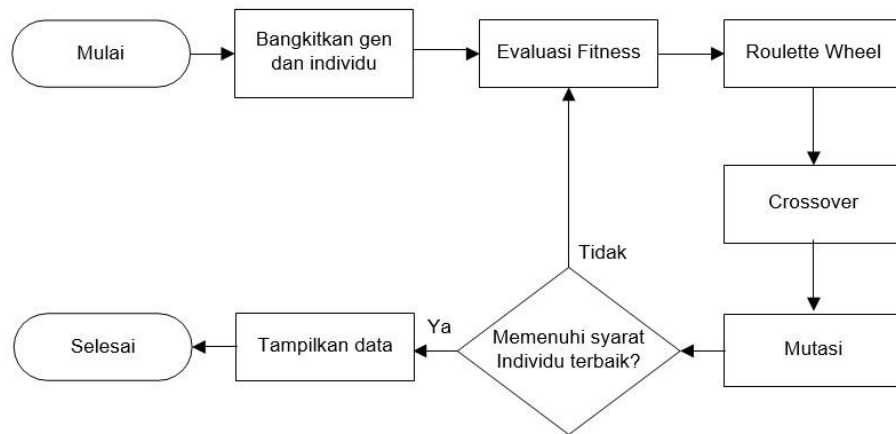 Mulai
Bangkitkan gen
dan individu
Evaluasi Fitness
Roulette Wheel
Crossover
Mutasi
Memenuhi syarat
Individu terbaik?
Tidak
Ya
Tampilkan data
Selesai